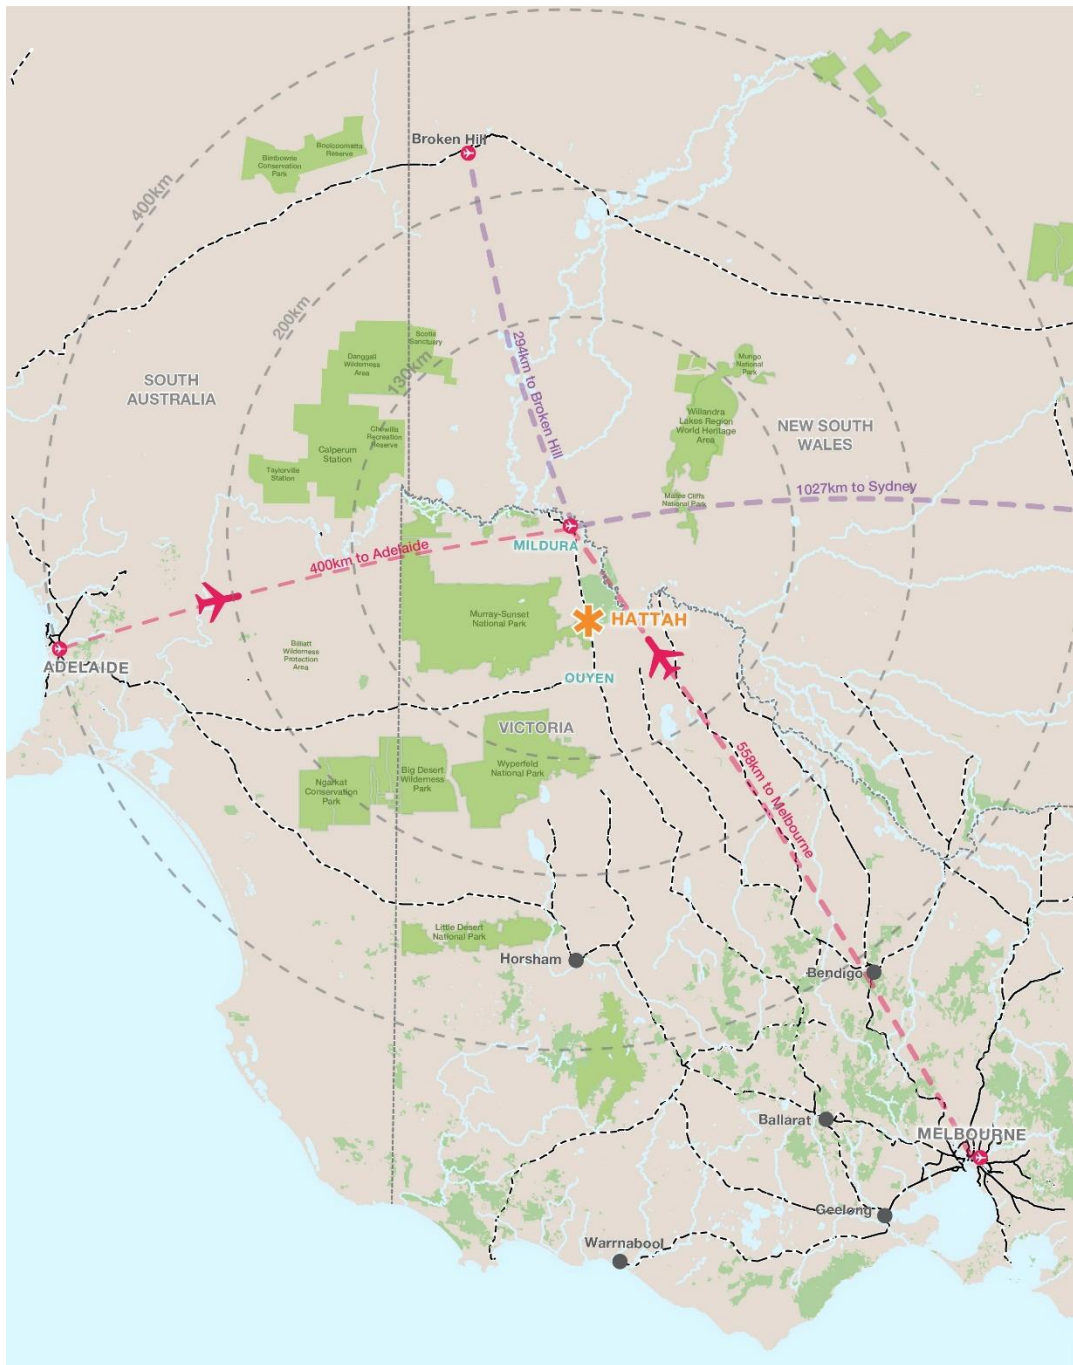 Broken Hill
Boolcoomatta
Reserve
Bimbowrie
Conservation
Park
400km
200km
130km
Scotia
Sanctuary
Danggali
Wilderness
Area
Mungo
National
Park
294km to Broken Hill
SOUTH
AUSTRALIA
Willandra
Lakes Region
World Heritage
Area
NEW SOUTH
WALES
Chowilla
Recreation
Reserve
Calperum
Station
Taylorville
Station
1027km to Sydney
Mallee Cliffs
National Park
MILDURA
400km to Adelaide
Murray-Sunset
National Park
HATTAH
Billiatt
Wilderness
Protection
Area
ADELAIDE
OUYEN
VICTORIA
558km to Melbourne
Wyperfeld
National Park
Big Desert
Wilderness
Park
Ngarkat
Conservation
Park
Little Desert
National Park
Horsham
Bendigo
Ballarat
MELBOURNE
Geelong
Warrnabool